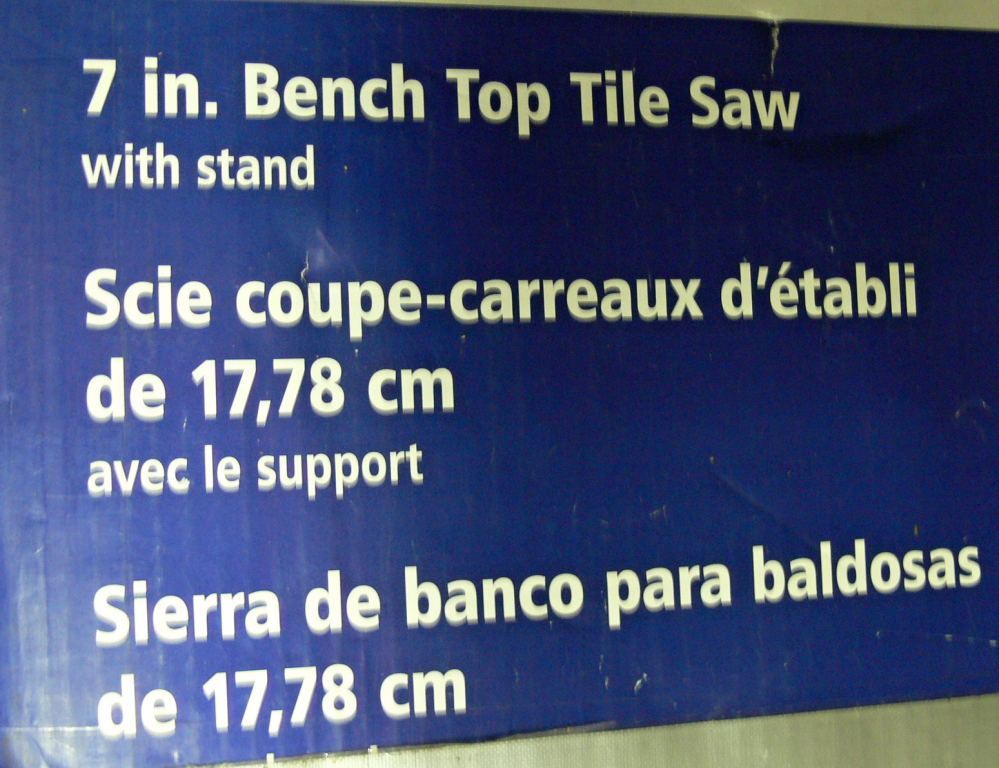 7 in. Bench Top Tile Saw
with stand
Scie coupe-carreaux d'établi
de 17,78 cm
avec le support
Sierra de banco para baldosas
de 17,78 cm